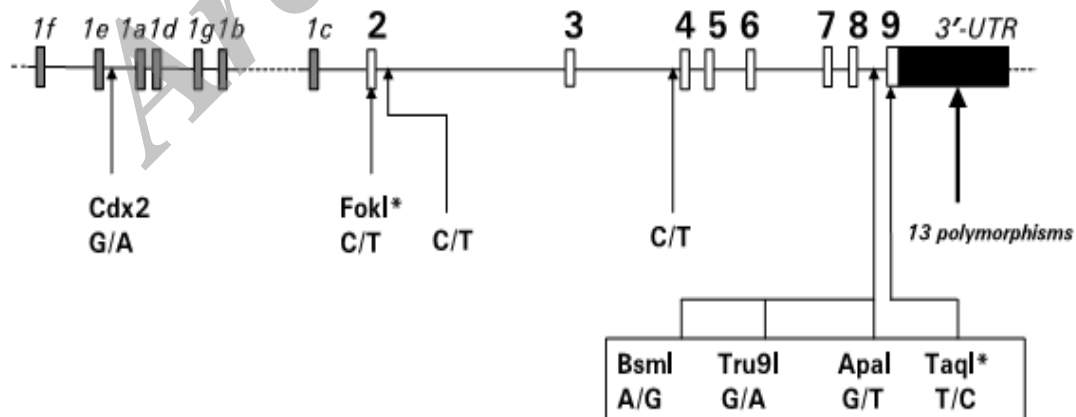 1f 1e 1a 1d 1g 1b 1c 2 3 4 5 6 7 8 9 3′-UTR
Cdx2 FokI*
G/A C/T C/T C/T 13 polymorphisms
BsmI Tru9I ApaI TaqI*
A/G G/A G/T T/C